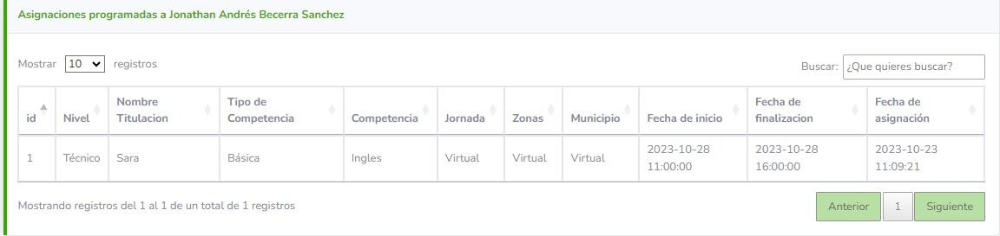 Asignaciones programadas a Jonathan Andrés Becerra Sanchez
Mostrar 10 registros
Buscar: ¿Que quieres buscar?
id Nivel Nombre Titulacion Tipo de Competencia Competencia Jornada Zonas Municipio Fecha de inicio Fecha de finalizacion Fecha de asignación
1 Técnico Sara Básica Ingles Virtual Virtual Virtual 2023-10-28 11:00:00 2023-10-28 16:00:00 2023-10-23 11:09:21
Mostrando registros del 1 al 1 de un total de 1 registros
Anterior 1 Siguiente